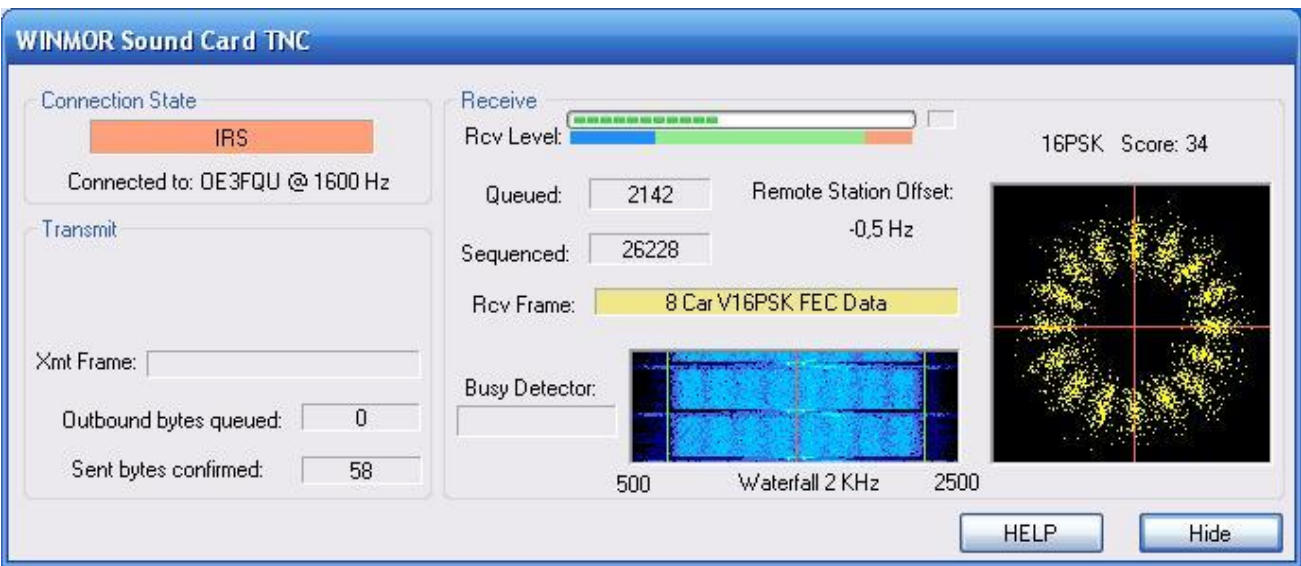 WINMOR Sound Card TNC
Connection State
IRS
Connected to: OE3FQU @ 1600 Hz
Transmit
Xmt Frame:
Outbound bytes queued: 0
Sent bytes confirmed: 58
Receive
Rcv Level:
Queued: 2142
Sequenced: 26228
Remote Station Offset:
-0,5 Hz
Rcv Frame: 8 Car V16PSK FEC Data
Busy Detector:
500 Waterfall 2 KHz 2500
16PSK Score: 34
HELP Hide